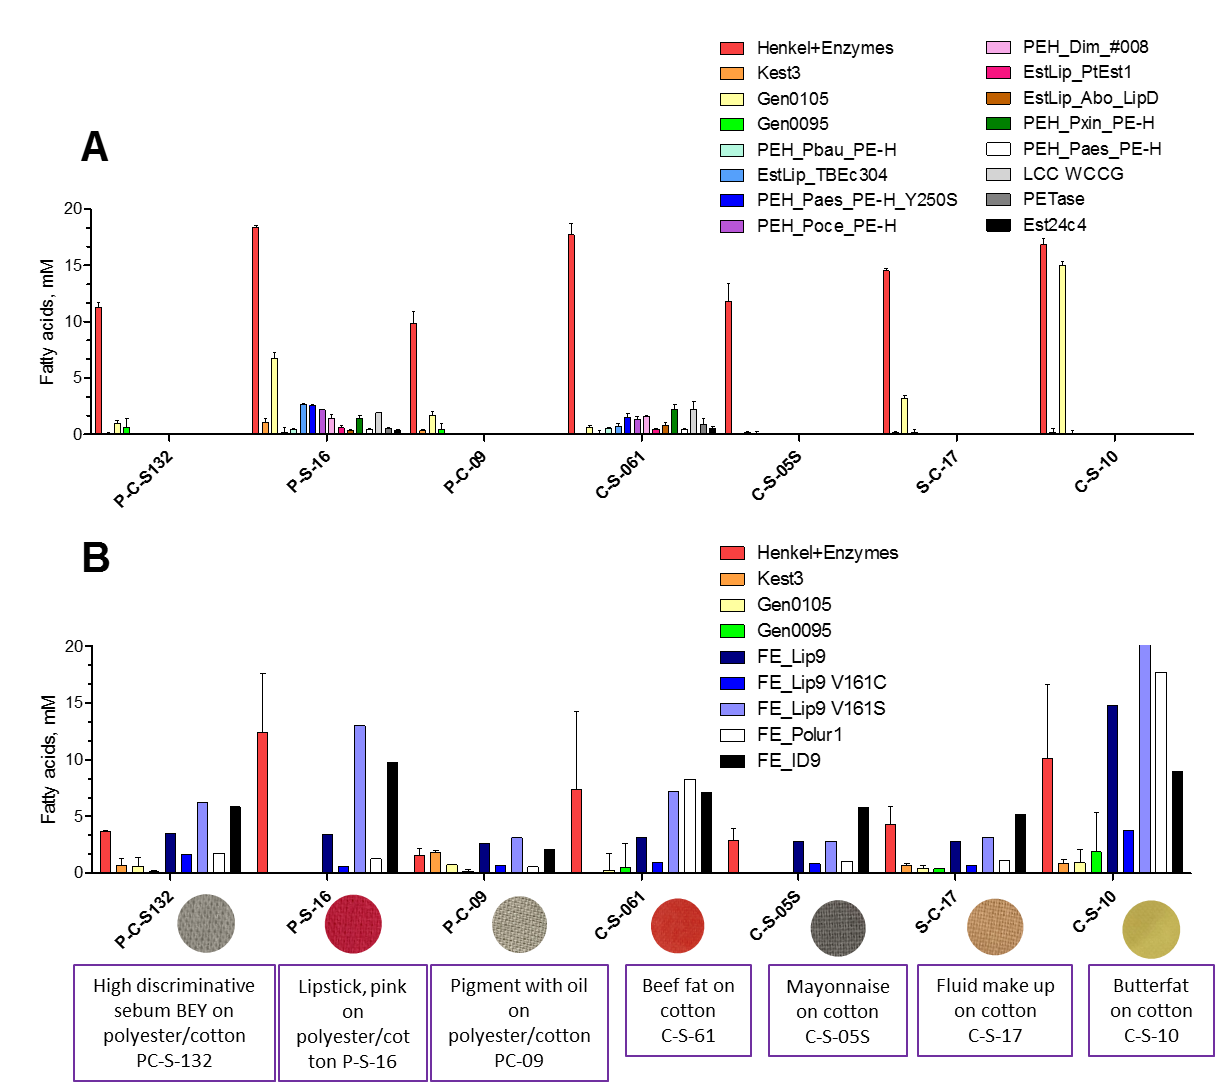 A
Henkel+Enzymes
Kest3
Gen0105
Gen0095
PEH_Pbau_PE-H
EstLip_TBEc304
PEH_Paes_PE-H_Y250S
PEH_Poce_PE-H
PEH_Dim_#008
EstLip_PtEst1
EstLip_Abo_LipD
PEH_Pxin_PE-H
PEH_Paes_PE-H
LCC WCCG
PETase
Est24c4
Fatty acids, mM
20
15
10
5
0
P-C-S132
P-S-16
P-C-09
C-S-061
C-S-05S
S-C-17
C-S-10
B
Henkel+Enzymes
Kest3
Gen0105
Gen0095
FE_Lip9
FE_Lip9 V161C
FE_Lip9 V161S
FE_Polur1
FE_ID9
Fatty acids, mM
20
15
10
5
0
P-C-S132
P-S-16
P-C-09
C-S-061
C-S-05S
S-C-17
C-S-10
High discriminative
sebum BEY on
polyester/cotton
PC-S-132
Lipstick, pink
on
polyester/cot
ton P-S-16
Pigment with oil
on
polyester/cotton
PC-09
Beef fat on
cotton
C-S-61
Mayonnaise
on cotton
C-S-05S
Fluid make up
on cotton
C-S-17
Butterfat
on cotton
C-S-10